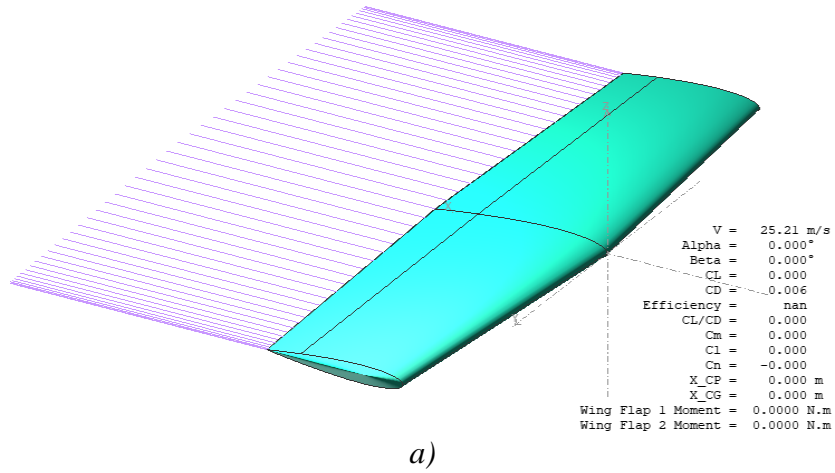 V = 25.21 m/s
Alpha = 0.000°
Beta = 0.000°
CL = 0.000
CD = 0.006
Efficiency = nan
CL/CD = 0.000
Cm = 0.000
Cl = 0.000
Cn = -0.000
X_CP = 0.000 m
X_CG = 0.000 m
Wing Flap 1 Moment = 0.0000 N.m
Wing Flap 2 Moment = 0.0000 N.m
a)